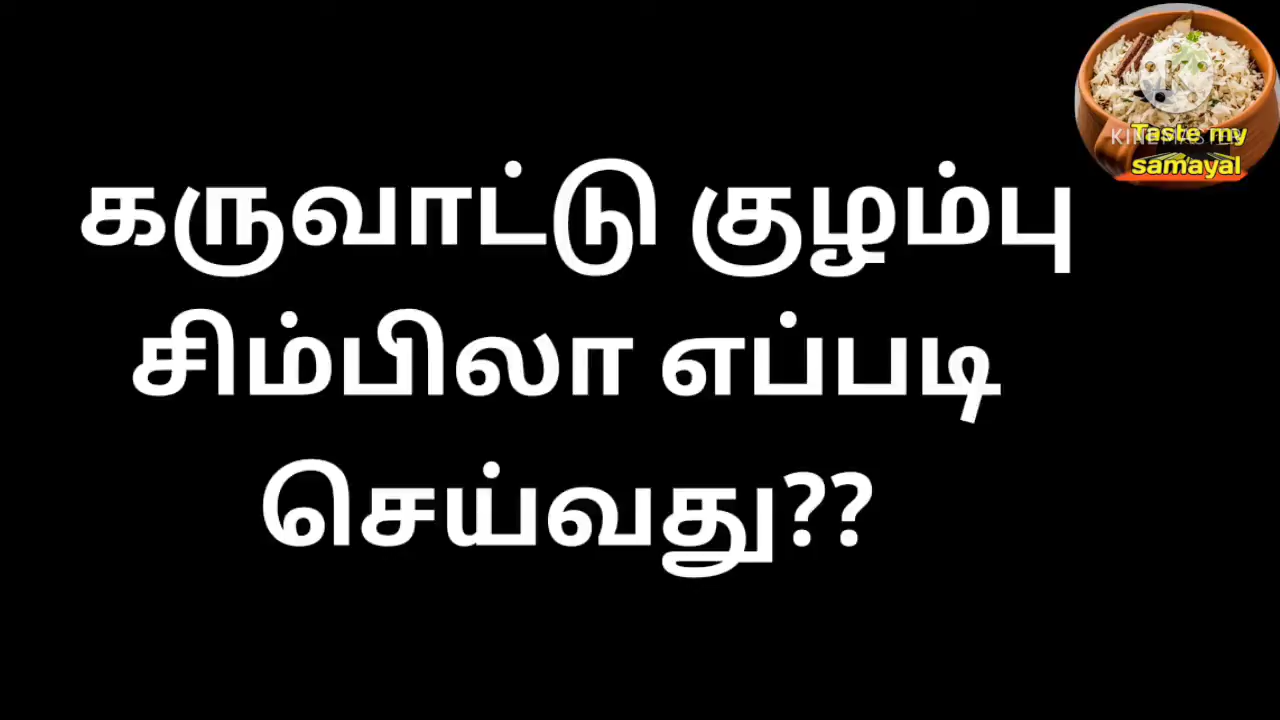 கருவாட்டு குழம்பு
சிம்பிலா எப்படி
செய்வது??
Taste my
samayal